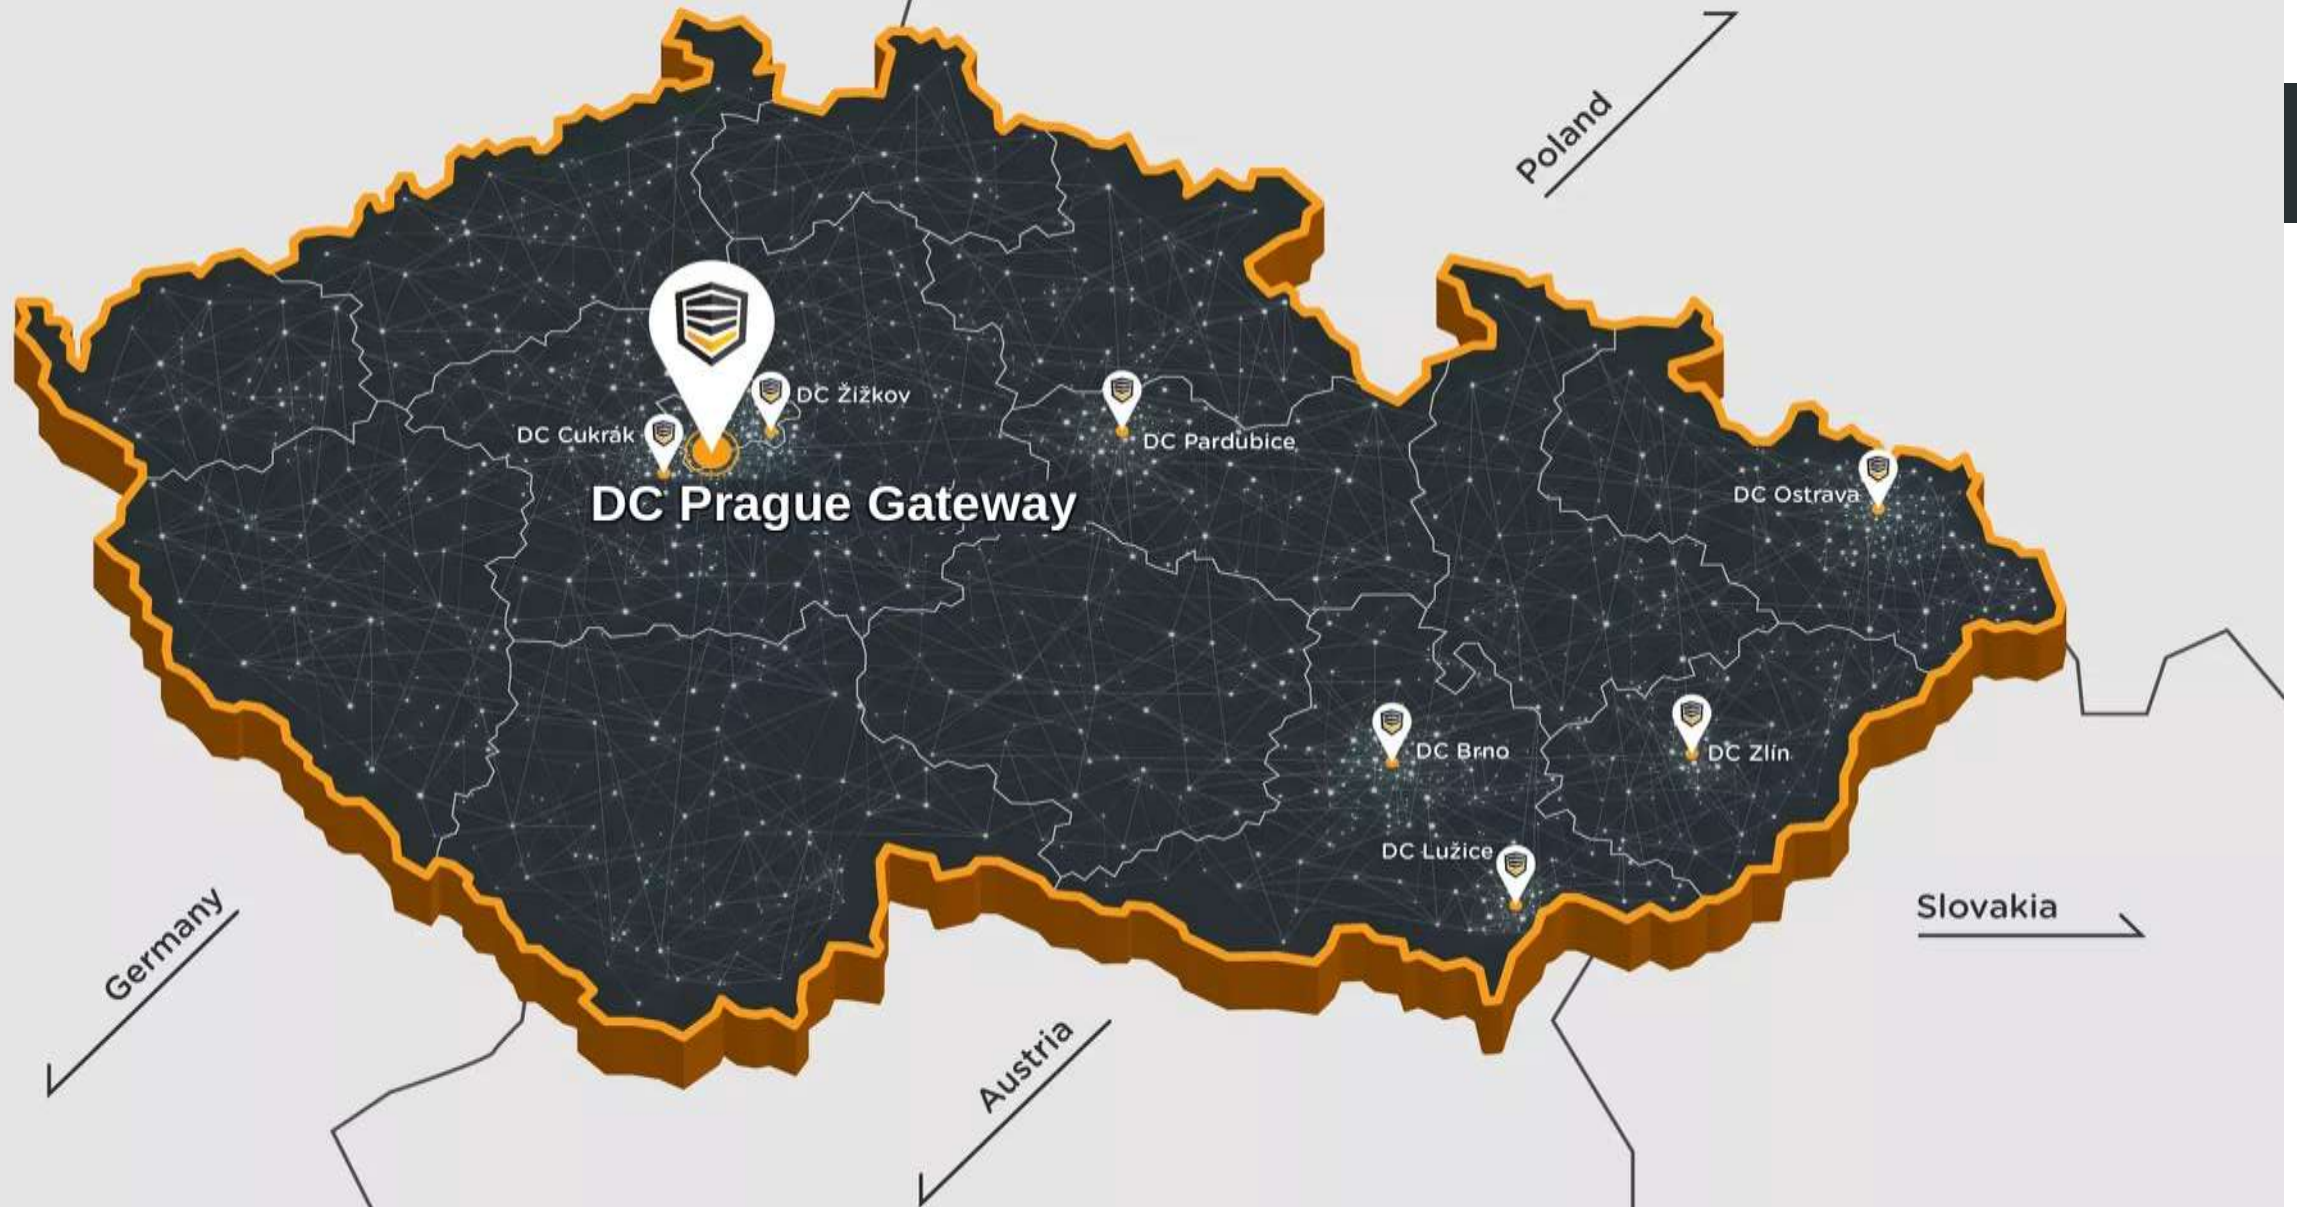 Poland
DC Žižkov
DC Cukrák
DC Pardubice
DC Prague Gateway
DC Ostrava
DC Brno
DC Zlín
DC Lužice
Germany
Slovakia
Austria